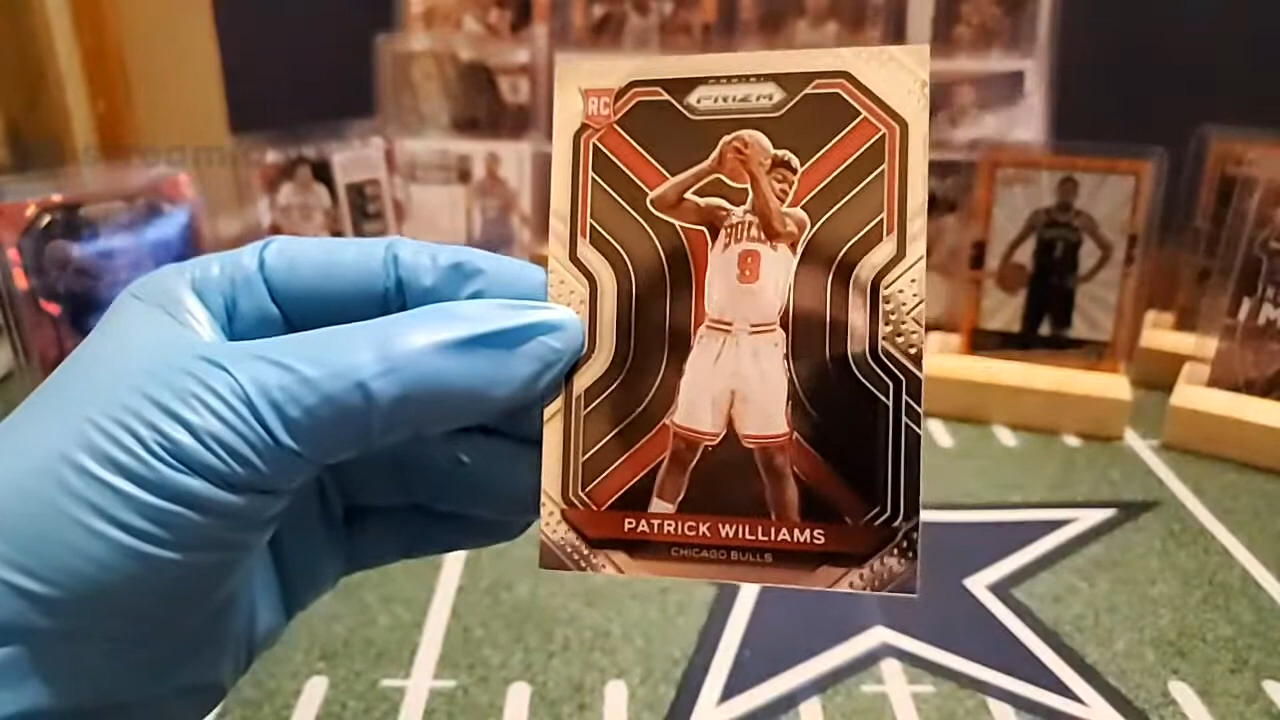 PANINI
PRIZM
RC
BULLS
9
PATRICK WILLIAMS
CHICAGO BULLS